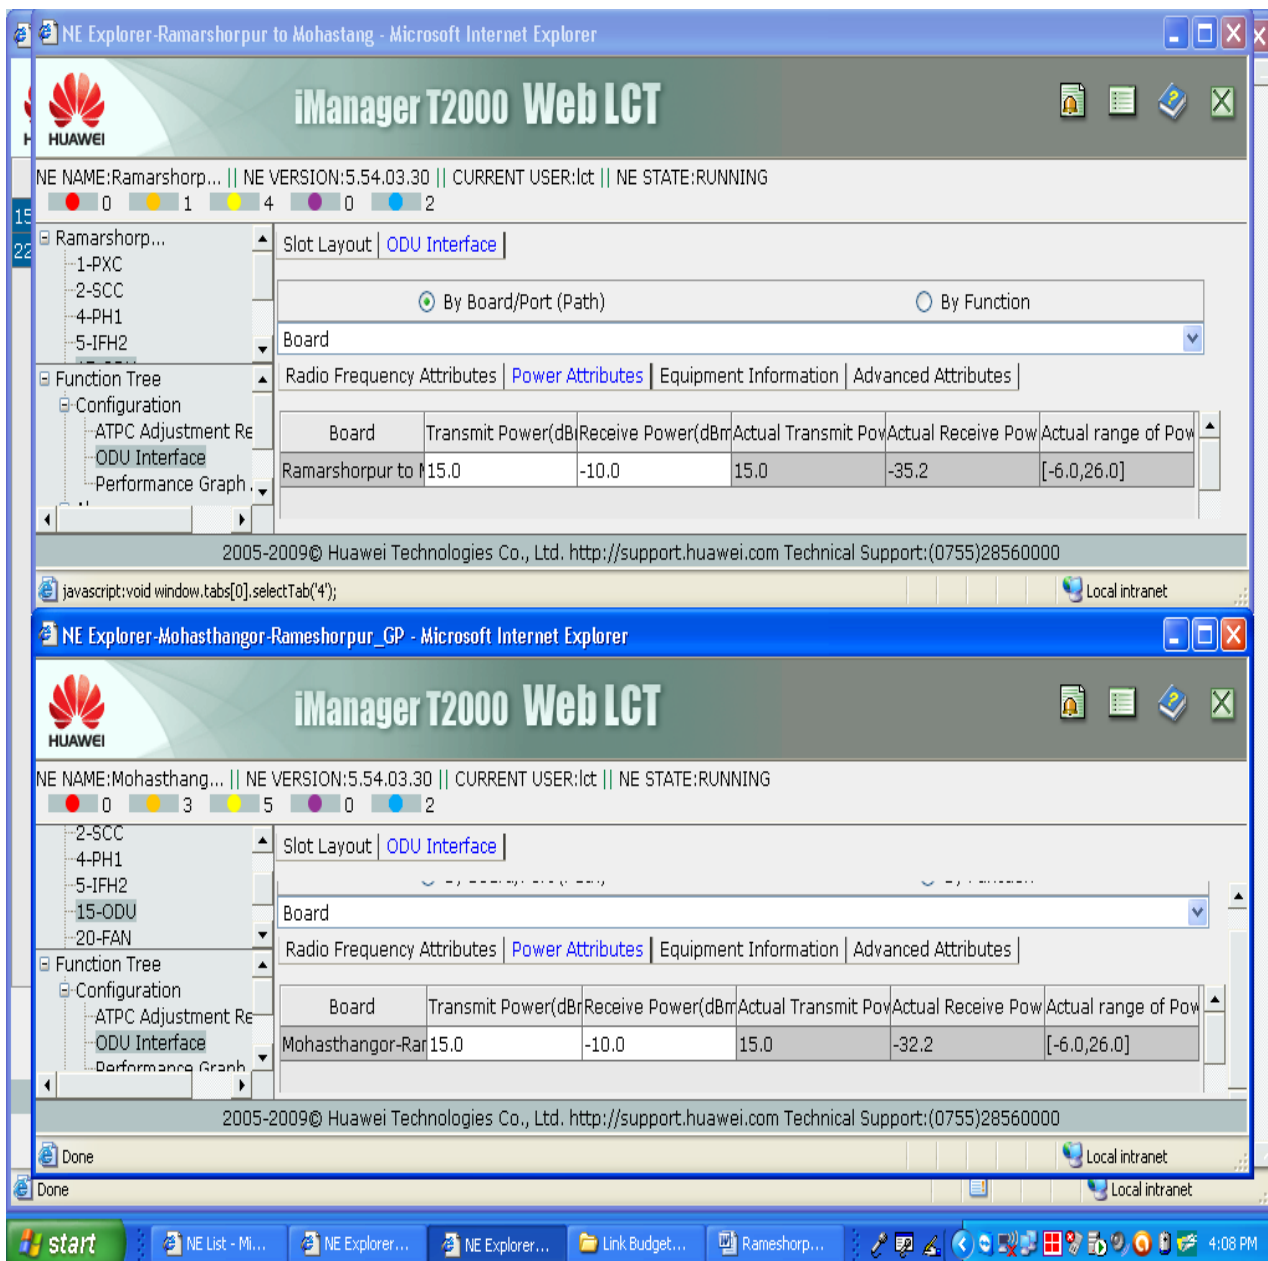 NE Explorer-Ramarshorpur to Mohastang - Microsoft Internet Explorer
HUAWEI
iManager T2000 Web LCT
NE NAME:Ramarshorp... || NE VERSION:5.54.03.30 || CURRENT USER:lct || NE STATE:RUNNING
0 1 4 0 2
15
22
Ramarshorp...
1-PXC
2-SCC
4-PH1
5-IFH2
Slot Layout | ODU Interface |
By Board/Port (Path) By Function
Board
Radio Frequency Attributes | Power Attributes | Equipment Information | Advanced Attributes |
Function Tree
Configuration
ATPC Adjustment Re
ODU Interface
Performance Graph
Board Transmit Power(dBm Receive Power(dBm Actual Transmit Pow Actual Receive Pow Actual range of Pow
Ramarshorpur to M 15.0 -10.0 15.0 -35.2 [-6.0,26.0]
2005-2009© Huawei Technologies Co., Ltd. http://support.huawei.com Technical Support:(0755)28560000
javascript:void window.tabs[0].selectTab('4'); Local intranet
NE Explorer-Mohasthangor-Rameshorpur_GP - Microsoft Internet Explorer
HUAWEI
iManager T2000 Web LCT
NE NAME:Mohasthang... || NE VERSION:5.54.03.30 || CURRENT USER:lct || NE STATE:RUNNING
0 3 5 0 2
2-SCC
4-PH1
5-IFH2
15-ODU
20-FAN
Slot Layout | ODU Interface |
Board
Radio Frequency Attributes | Power Attributes | Equipment Information | Advanced Attributes |
Function Tree
Configuration
ATPC Adjustment Re
ODU Interface
Performance Graph
Board Transmit Power(dBm Receive Power(dBm Actual Transmit Pow Actual Receive Pow Actual range of Pow
Mohasthangor-Rar 15.0 -10.0 15.0 -32.2 [-6.0,26.0]
2005-2009© Huawei Technologies Co., Ltd. http://support.huawei.com Technical Support:(0755)28560000
Done Local intranet
Done Local intranet
start NE List - Mi... NE Explorer... NE Explorer... Link Budget... Rameshorp... 4:08 PM